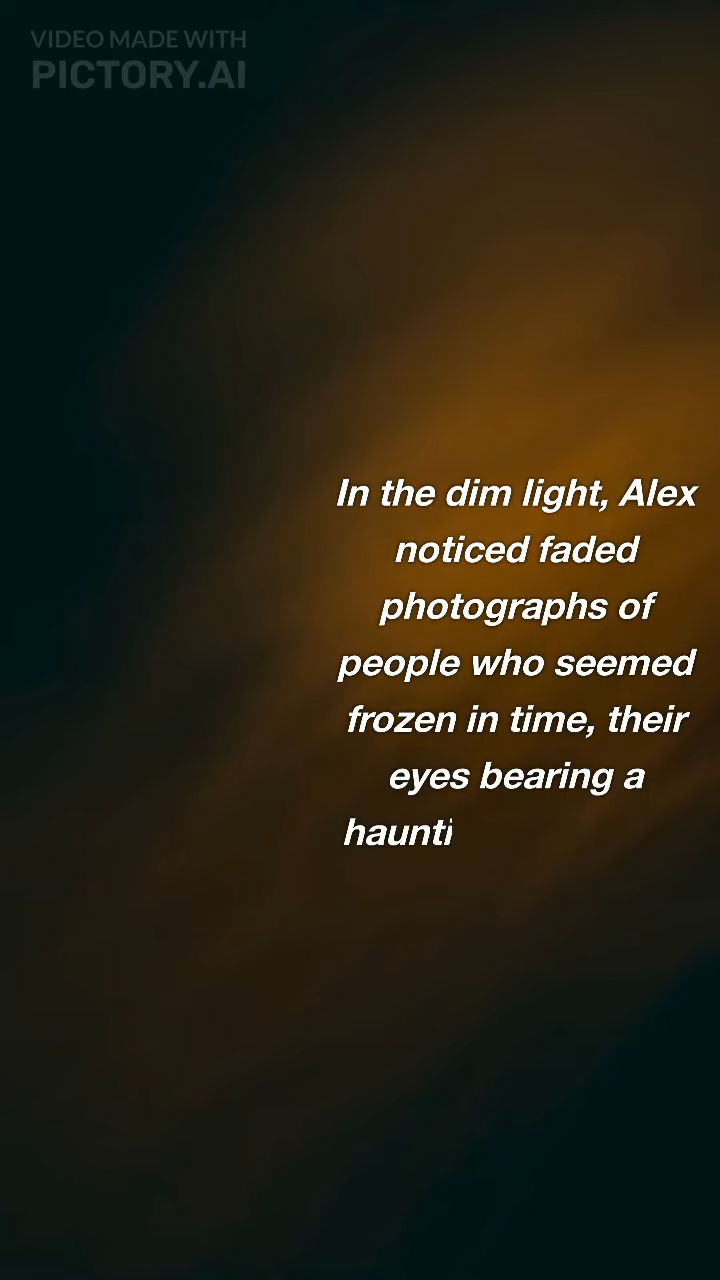 VIDEO MADE WITH
PICTORY.AI
In the dim light, Alex
noticed faded
photographs of
people who seemed
frozen in time, their
eyes bearing a
haunti